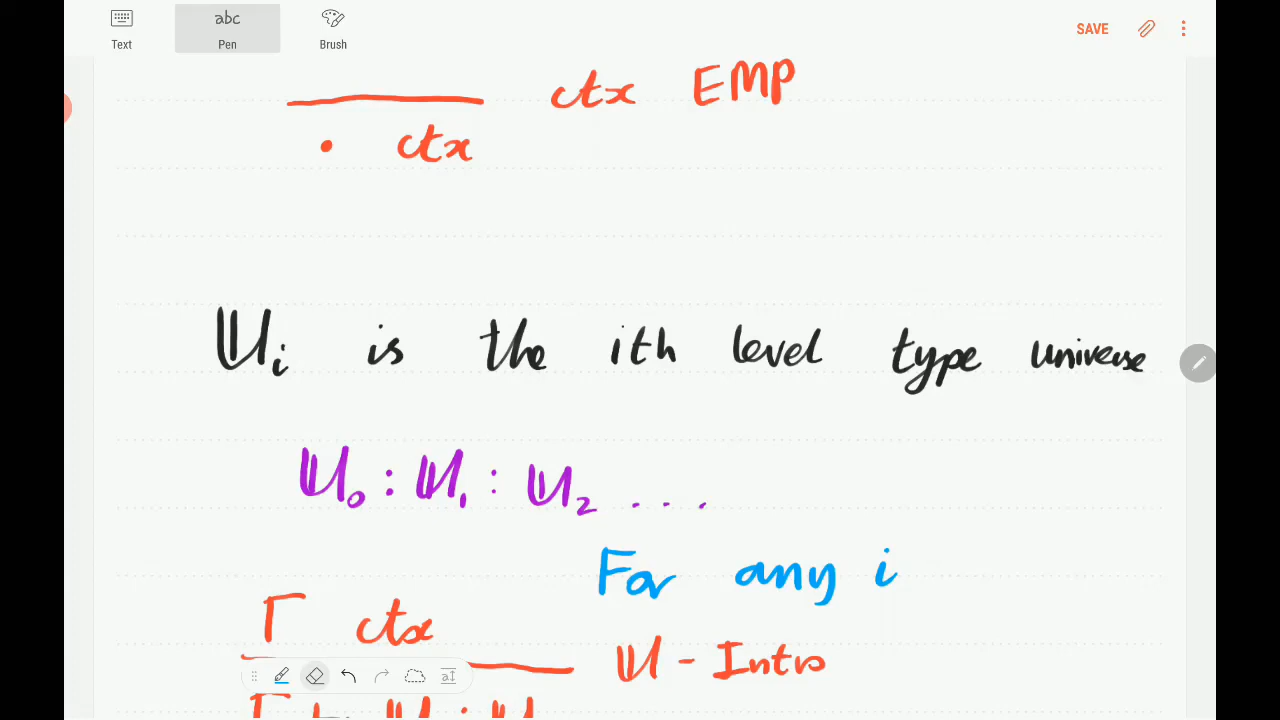 abc
Text Pen Brush SAVE
ctx EMP
· ctx
𝕌i is the ith level type universe
𝕌0 : 𝕌1 : 𝕌2 ...
For any i
Γ ctx
𝕌 - Intro
Γ ⊢ 𝕌 : 𝕌